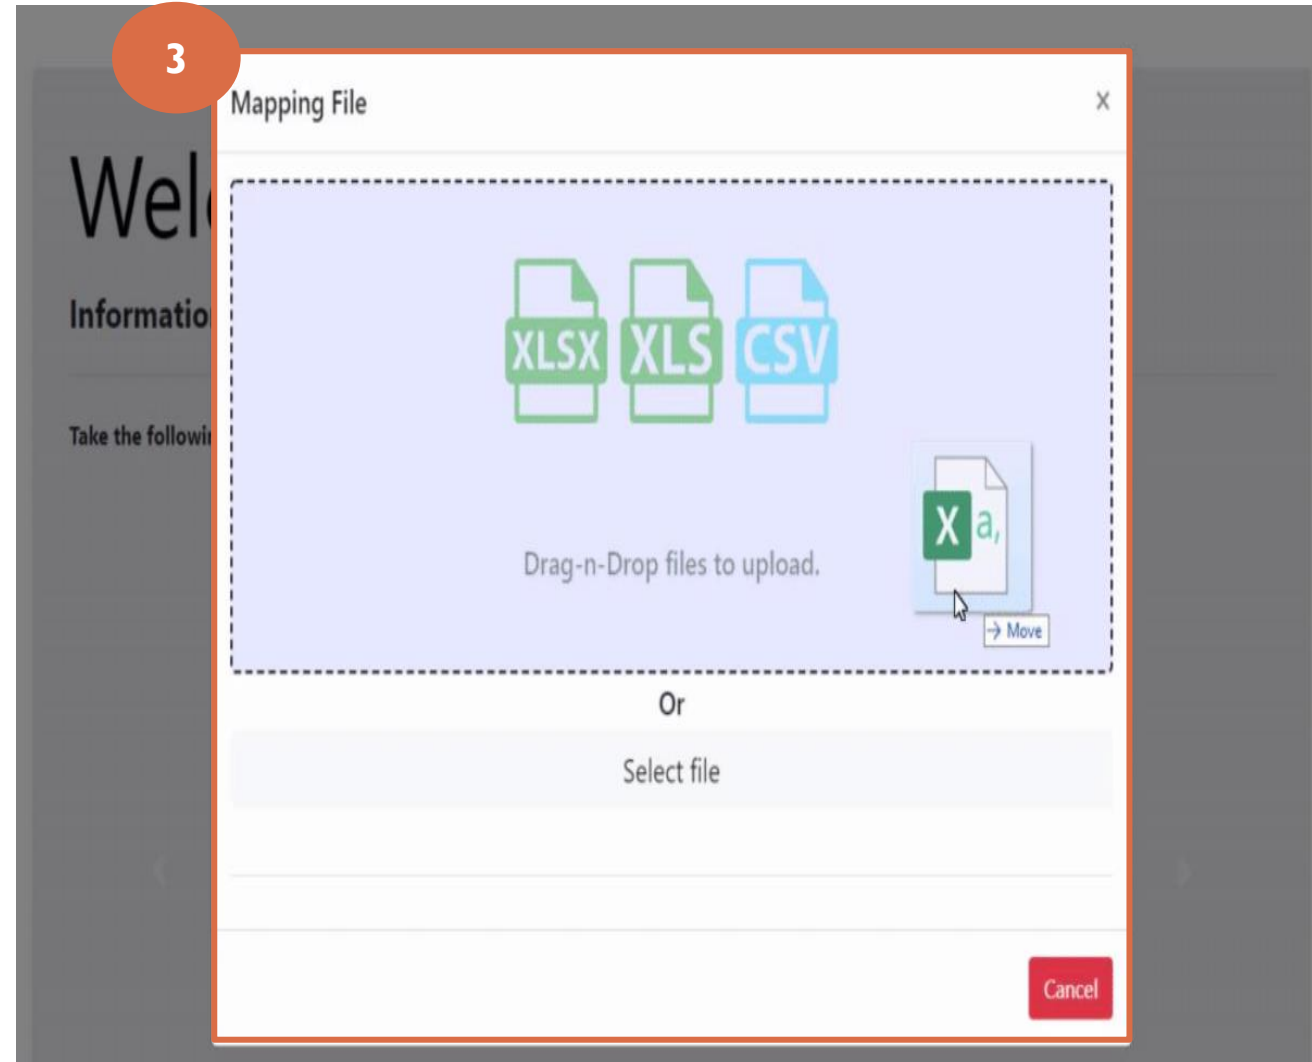 3
Mapping File
X
Wel
Informatio
Take the followin
XLSX XLS CSV
X a,
Drag-n-Drop files to upload.
→ Move
Or
Select file
Cancel